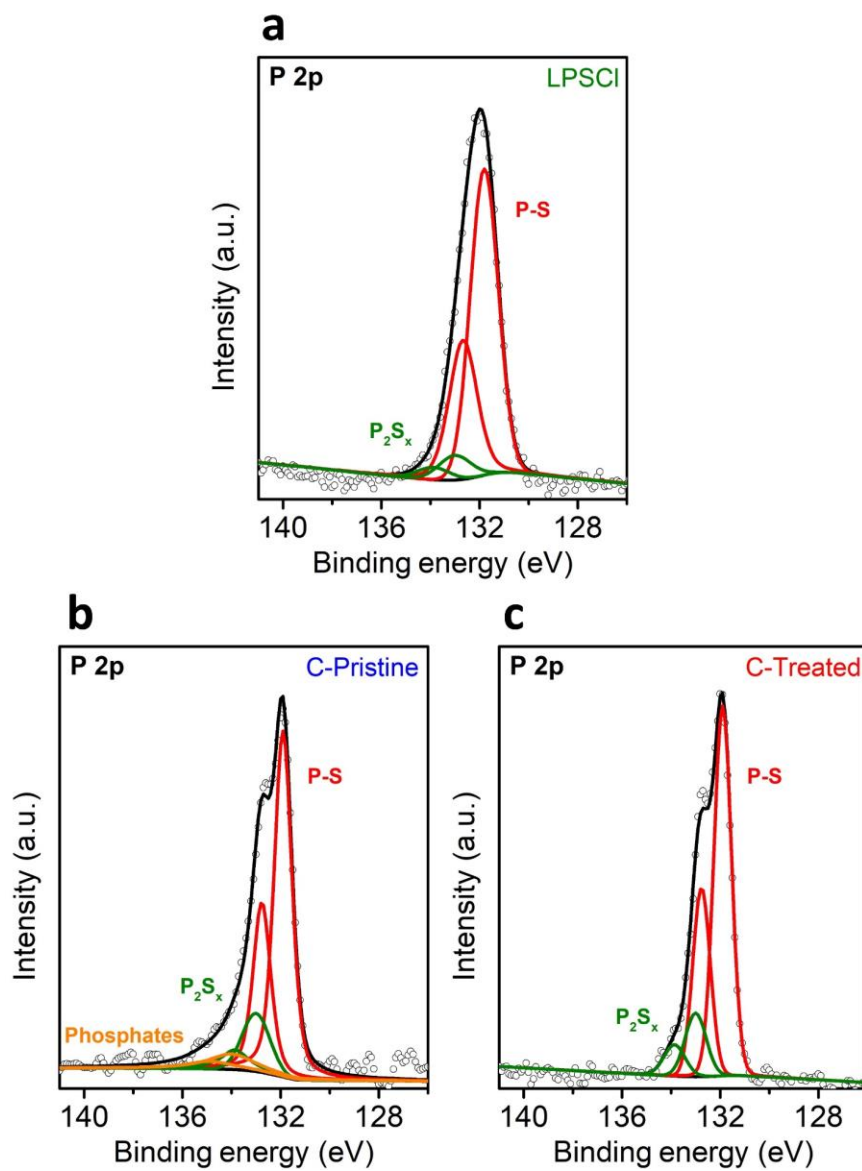 a
P 2p
LPSCl
P-S
P₂Sₓ
Intensity (a.u.)
140 136 132 128
Binding energy (eV)
b
P 2p
C-Pristine
P-S
P₂Sₓ
Phosphates
Intensity (a.u.)
140 135 132 128
Binding energy (eV)
c
P 2p
C-Treated
P-S
P₂Sₓ
Intensity (a.u.)
140 136 132 128
Binding energy (eV)